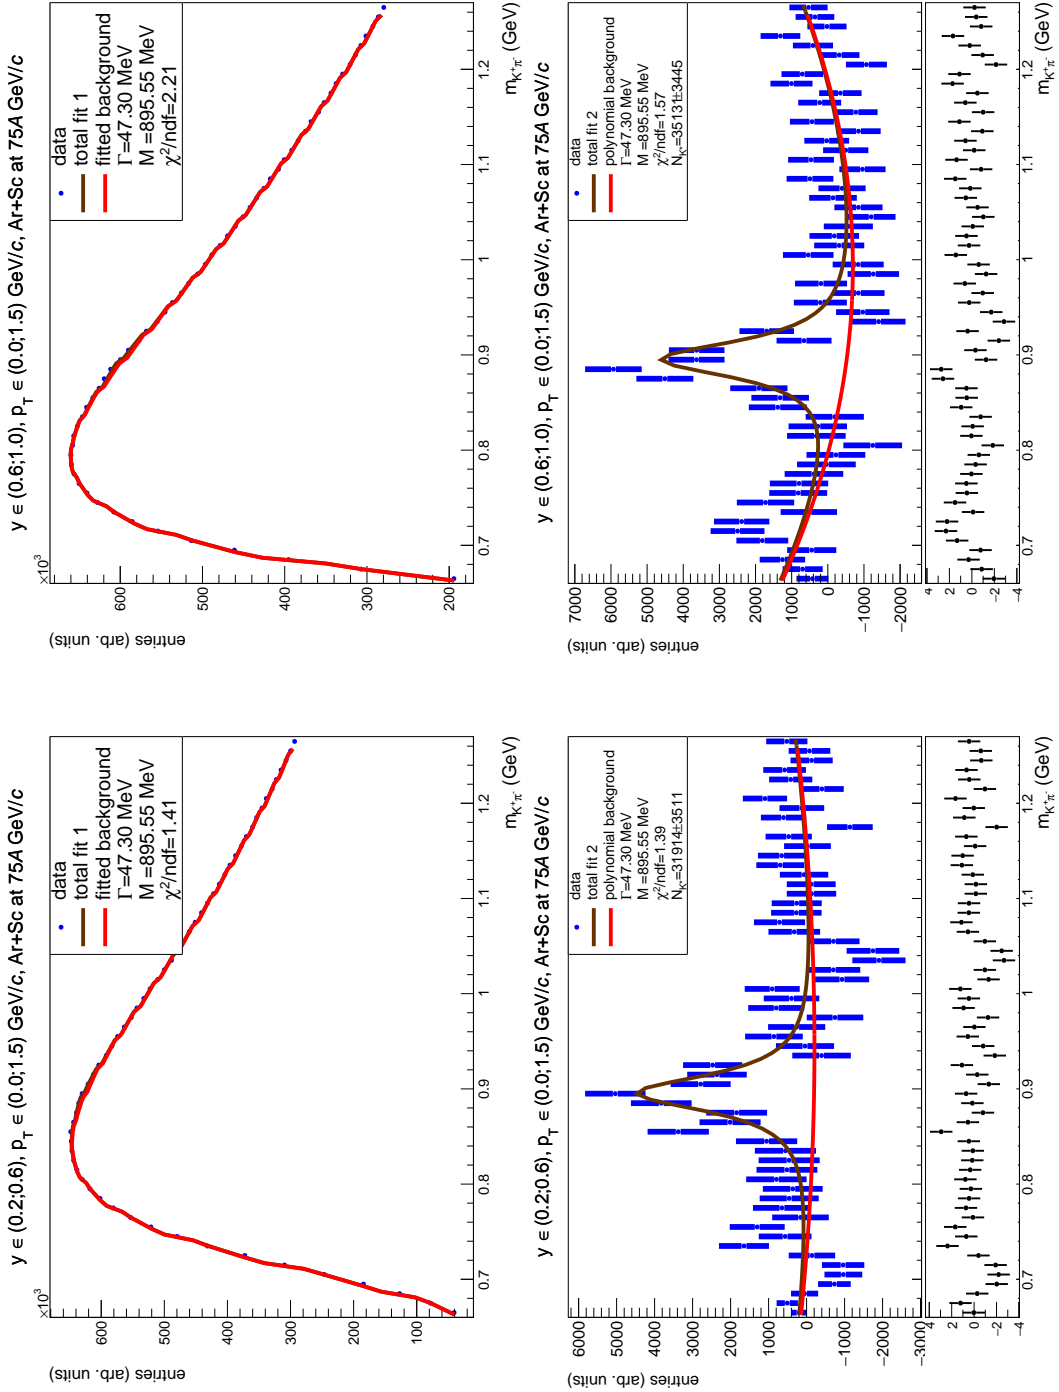 y ∈ (0.2;0.6), p_T ∈ (0.0;1.5) GeV/c, Ar+Sc at 75A GeV/c
entries (arb. units)
×10³
600
500
400
300
200
100
data
total fit 1
fitted background
Γ=47.30 MeV
M =895.55 MeV
χ²/ndf=1.41
0.7 0.8 0.9 1 1.1 1.2
m_K⁺π⁻ (GeV)
y ∈ (0.6;1.0), p_T ∈ (0.0;1.5) GeV/c, Ar+Sc at 75A GeV/c
entries (arb. units)
×10³
600
500
400
300
200
data
total fit 1
fitted background
Γ=47.30 MeV
M =895.55 MeV
χ²/ndf=2.21
0.7 0.8 0.9 1 1.1 1.2
m_K⁺π⁻ (GeV)
y ∈ (0.2;0.6), p_T ∈ (0.0;1.5) GeV/c, Ar+Sc at 75A GeV/c
entries (arb. units)
6000
5000
4000
3000
2000
1000
0
−1000
−2000
−3000
data
total fit 2
polynomial background
Γ=47.30 MeV
M =895.55 MeV
χ²/ndf=1.39
N_K*=31914±3511
4
2
0
−2
−4
0.7 0.8 0.9 1 1.1 1.2
m_K⁺π⁻ (GeV)
y ∈ (0.6;1.0), p_T ∈ (0.0;1.5) GeV/c, Ar+Sc at 75A GeV/c
entries (arb. units)
7000
6000
5000
4000
3000
2000
1000
0
−1000
−2000
data
total fit 2
polynomial background
Γ=47.30 MeV
M =895.55 MeV
χ²/ndf=1.57
N_K*=35131±3445
4
2
0
−2
−4
0.7 0.8 0.9 1 1.1 1.2
m_K⁺π⁻ (GeV)